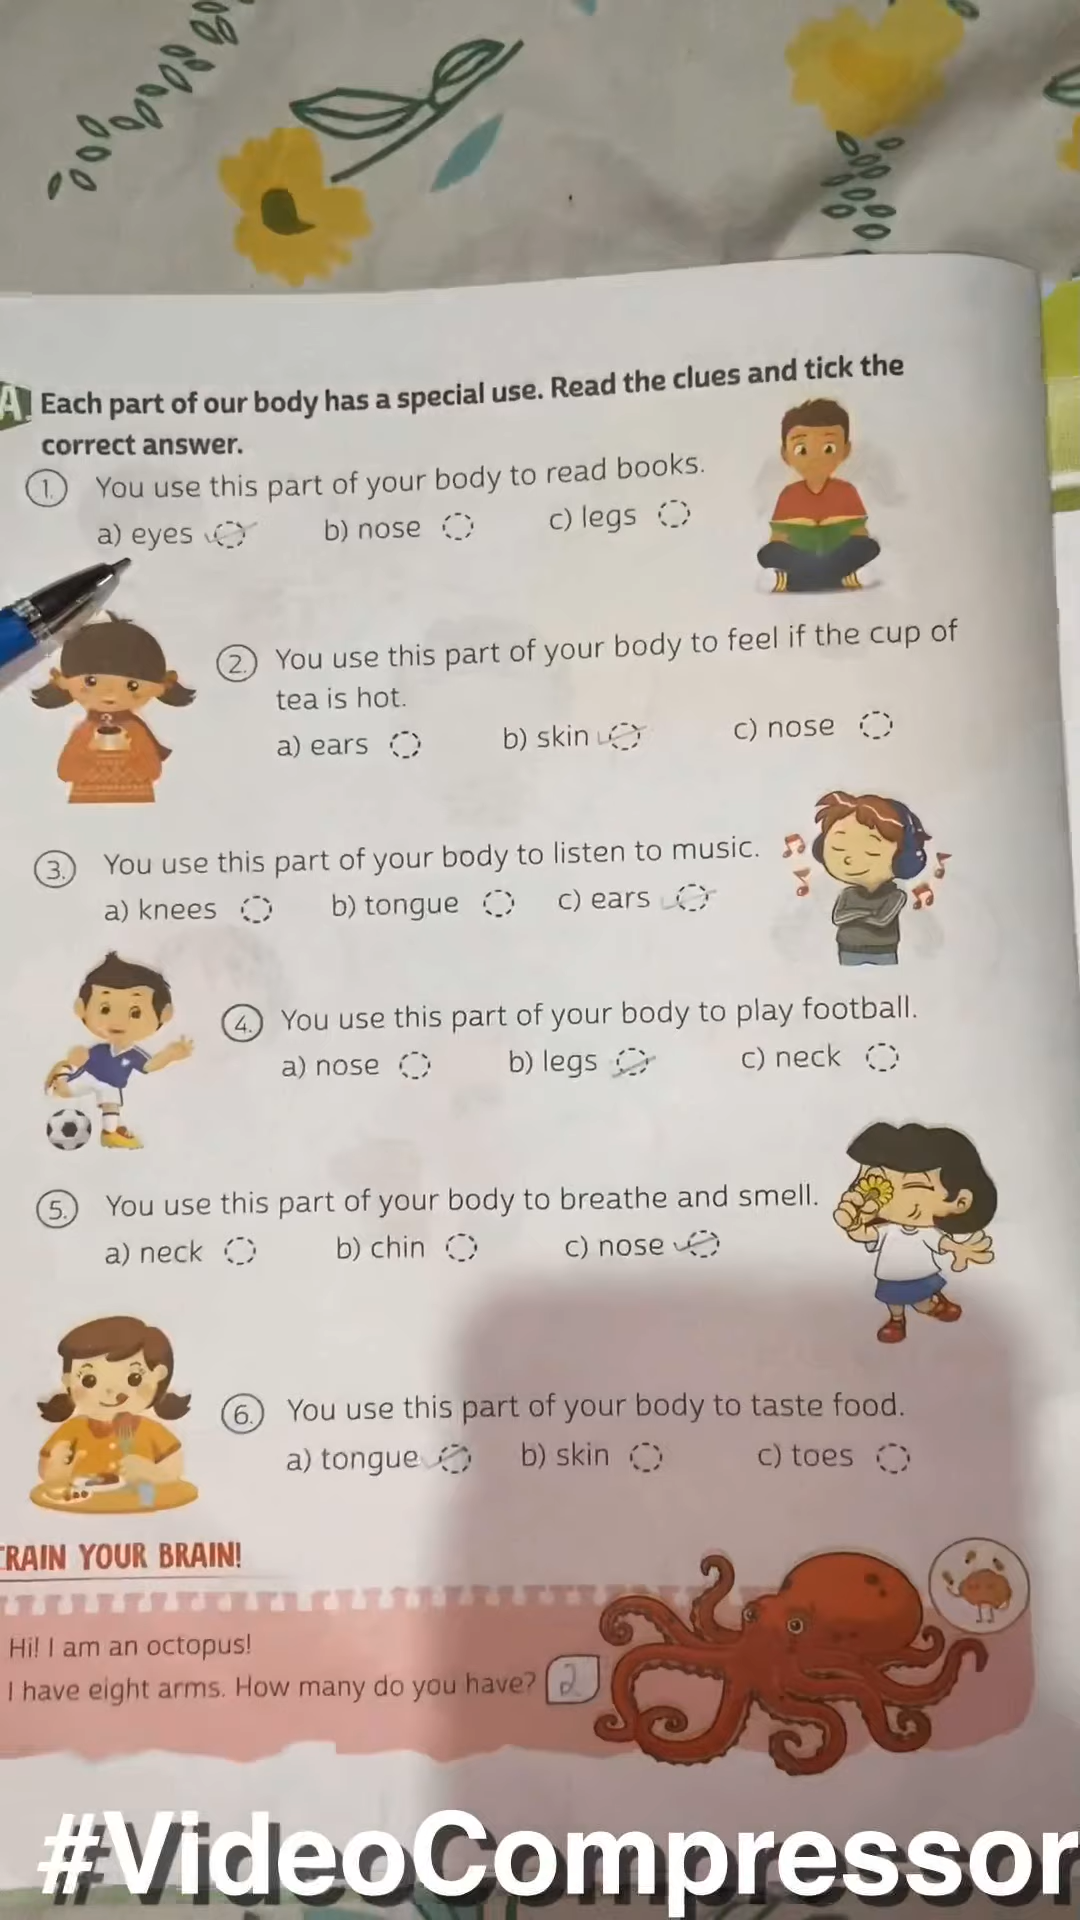 A. Each part of our body has a special use. Read the clues and tick the
correct answer.
1. You use this part of your body to read books.
a) eyes b) nose c) legs
2. You use this part of your body to feel if the cup of
tea is hot.
a) ears b) skin c) nose
3. You use this part of your body to listen to music.
a) knees b) tongue c) ears
4. You use this part of your body to play football.
a) nose b) legs c) neck
5. You use this part of your body to breathe and smell.
a) neck b) chin c) nose
6. You use this part of your body to taste food.
a) tongue b) skin c) toes
RAIN YOUR BRAIN!
Hi! I am an octopus!
I have eight arms. How many do you have? 2
#VideoCompressor